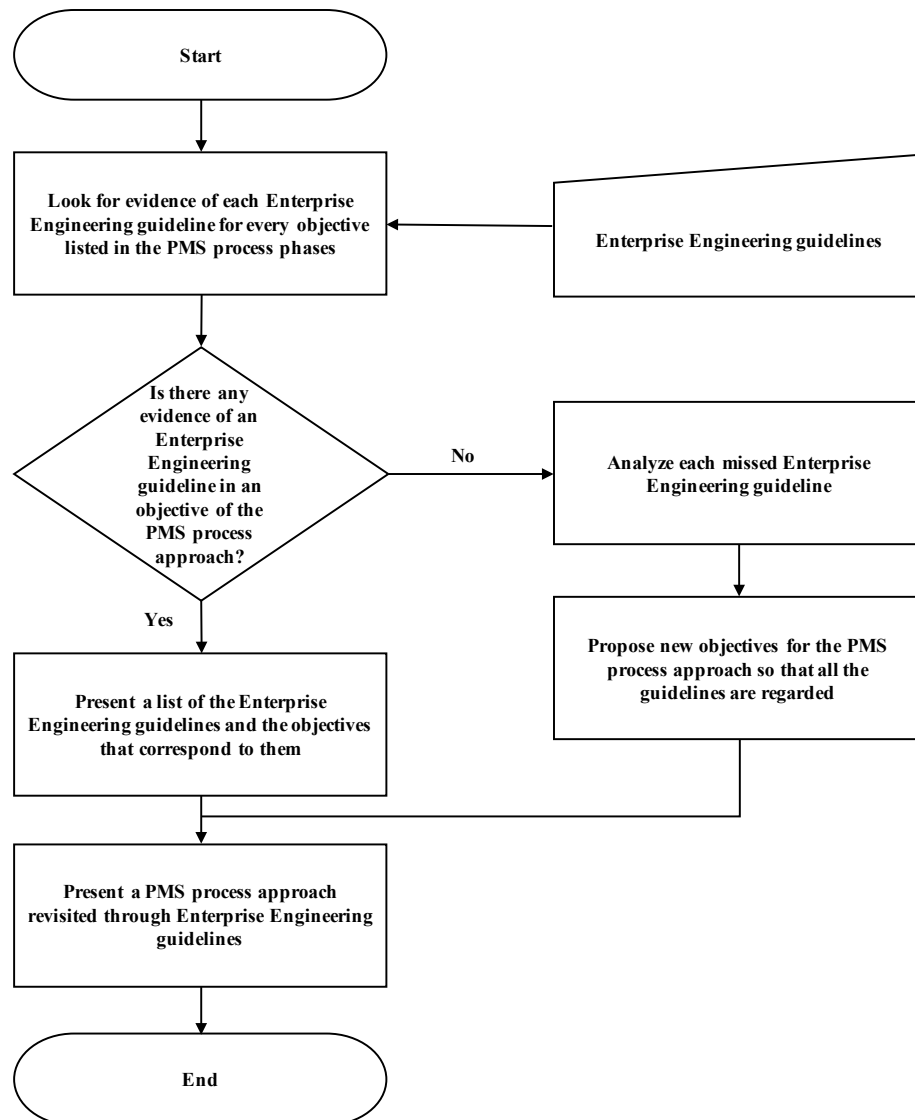 Start
Look for evidence of each Enterprise
Engineering guideline for every objective
listed in the PMS process phases
Enterprise Engineering guidelines
Is there any
evidence of an
Enterprise
Engineering
guideline in an
objective of the
PMS process
approach?
No
Analyze each missed Enterprise
Engineering guideline
Yes
Propose new objectives for the PMS
process approach so that all the
guidelines are regarded
Present a list of the Enterprise
Engineering guidelines and the objectives
that correspond to them
Present a PMS process approach
revisited through Enterprise Engineering
guidelines
End